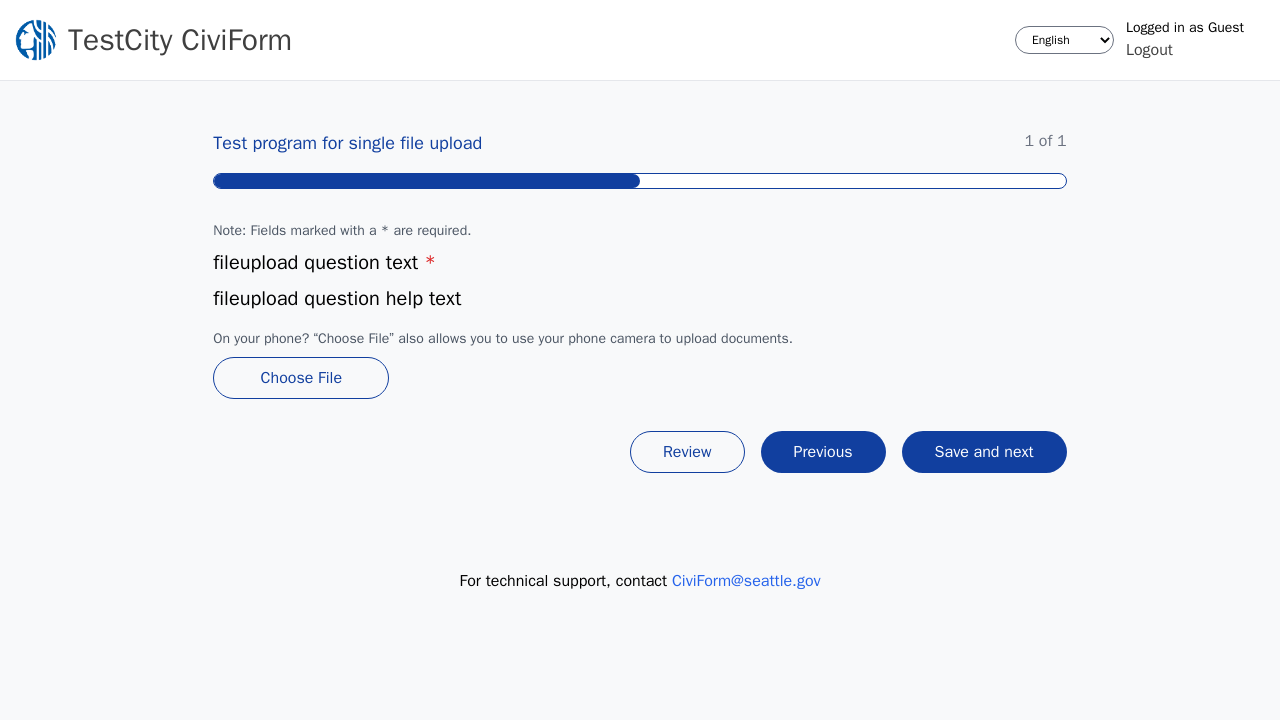 TestCity CiviForm
English
Logged in as Guest
Logout
Test program for single file upload
1 of 1
Note: Fields marked with a * are required.
fileupload question text *
fileupload question help text
On your phone? “Choose File” also allows you to use your phone camera to upload documents.
Choose File
Review
Previous
Save and next
For technical support, contact CiviForm@seattle.gov